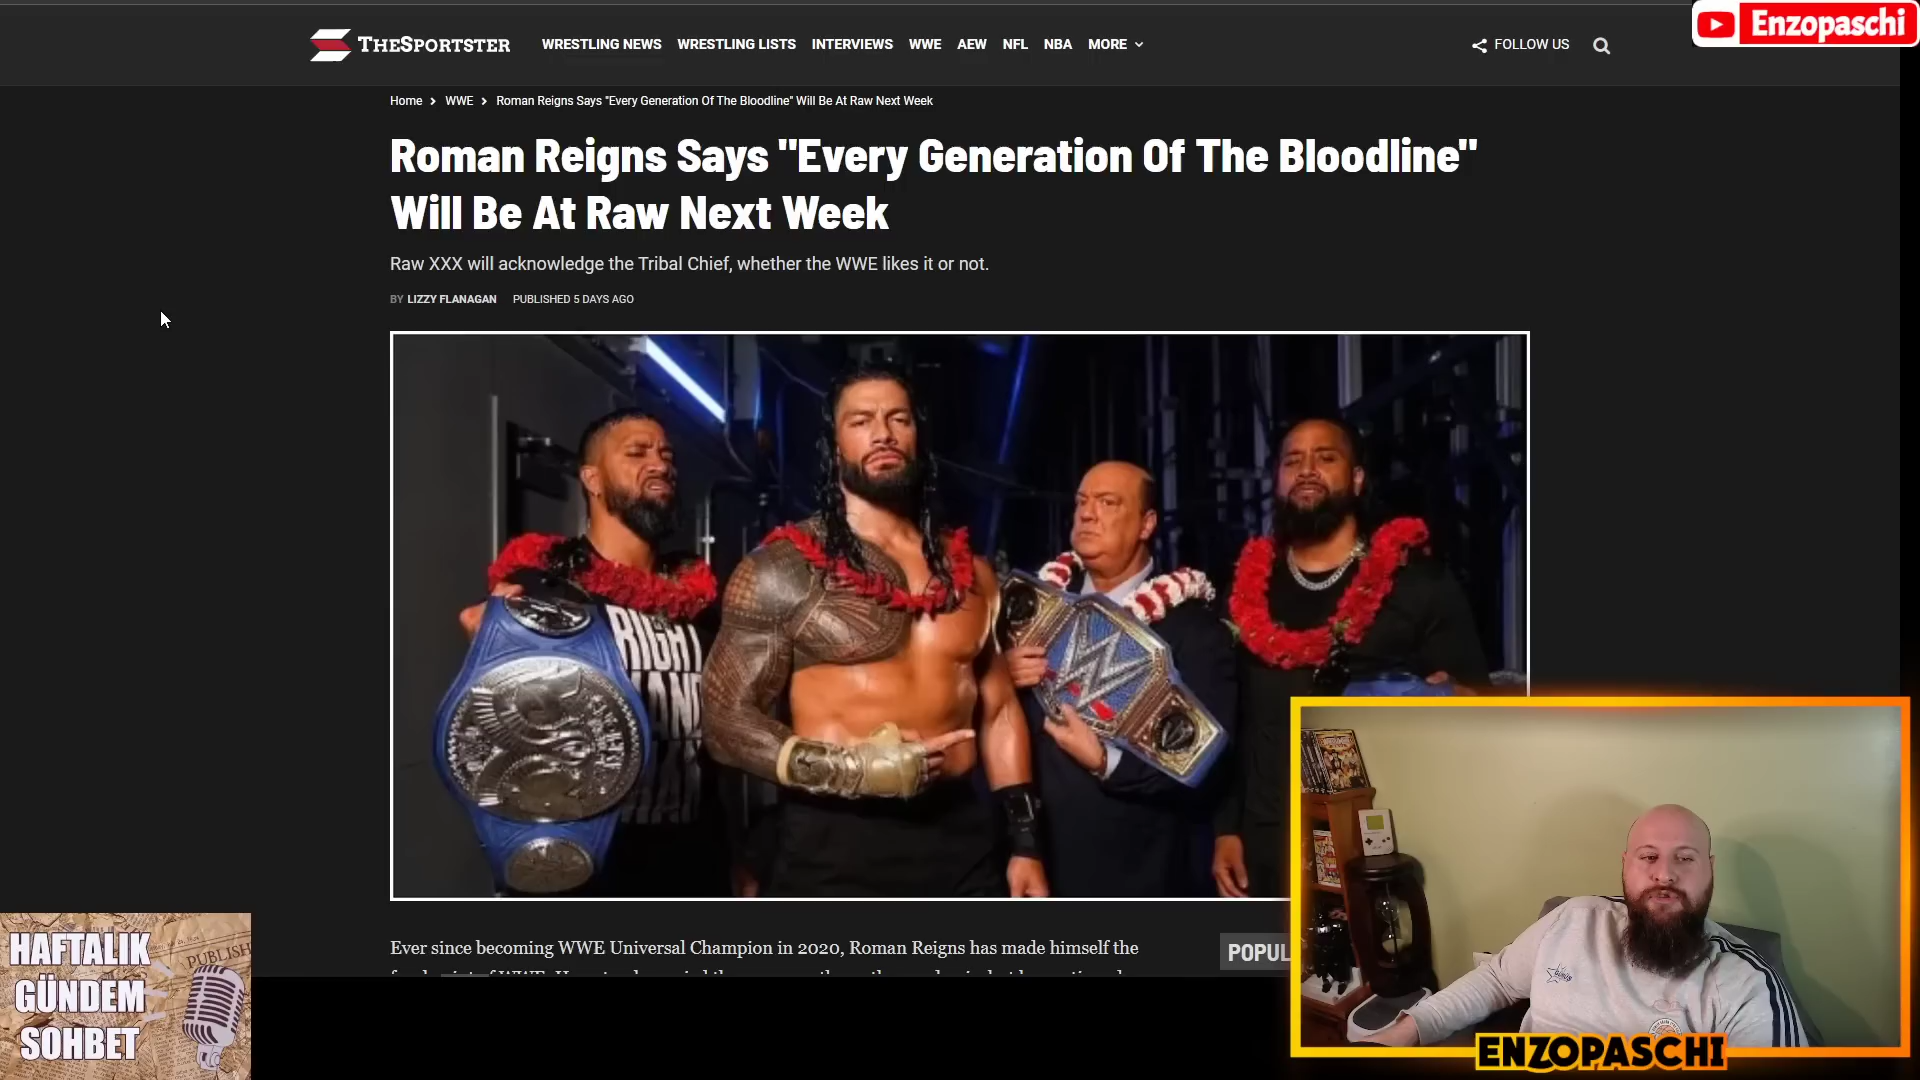 THESPORTSTER
WRESTLING NEWS WRESTLING LISTS INTERVIEWS WWE AEW NFL NBA MORE
FOLLOW US
Enzopaschi
Home > WWE > Roman Reigns Says "Every Generation Of The Bloodline" Will Be At Raw Next Week
Roman Reigns Says "Every Generation Of The Bloodline"
Will Be At Raw Next Week
Raw XXX will acknowledge the Tribal Chief, whether the WWE likes it or not.
BY LIZZY FLANAGAN PUBLISHED 5 DAYS AGO
RIGHT
Ever since becoming WWE Universal Champion in 2020, Roman Reigns has made himself the
POPUL
HAFTALIK
GÜNDEM
SOHBET
PUBLISH
ENZOPASCHI